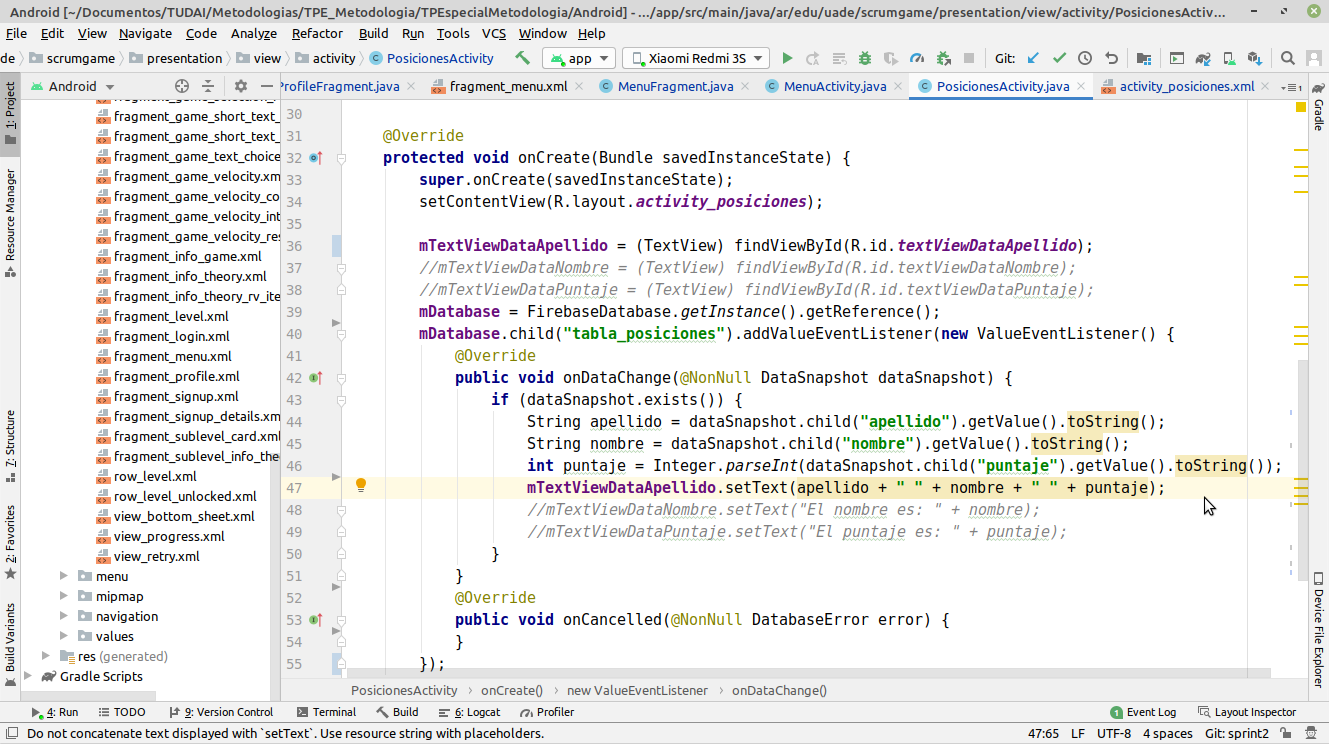 Android [~/Documentos/TUDAI/Metodologias/TPE_Metodologia/TPEspecialMetodologia/Android] - .../app/src/main/java/ar/edu/uade/scrumgame/presentation/view/activity/PosicionesActiv...
File Edit View Navigate Code Analyze Refactor Build Run Tools VCS Window Help
de scrumgame presentation view activity PosicionesActivity app Xiaomi Redmi 3S Git:
Android ProfileFragment.java fragment_menu.xml MenuFragment.java MenuActivity.java PosicionesActivity.java activity_posiciones.xml
1: Project
Resource Manager
7: Structure
2: Favorites
Build Variants
fragment_game_short_text_
fragment_game_short_text_
fragment_game_text_choice
fragment_game_velocity.xm
fragment_game_velocity_co
fragment_game_velocity_int
fragment_game_velocity_res
fragment_info_game.xml
fragment_info_theory.xml
fragment_info_theory_rv_ite
fragment_level.xml
fragment_login.xml
fragment_menu.xml
fragment_profile.xml
fragment_signup.xml
fragment_signup_details.xm
fragment_sublevel_card.xml
fragment_sublevel_info_the
row_level.xml
row_level_unlocked.xml
view_bottom_sheet.xml
view_progress.xml
view_retry.xml
menu
mipmap
navigation
values
res (generated)
Gradle Scripts
30
31 @Override
32 protected void onCreate(Bundle savedInstanceState) {
33 super.onCreate(savedInstanceState);
34 setContentView(R.layout.activity_posiciones);
35
36 mTextViewDataApellido = (TextView) findViewById(R.id.textViewDataApellido);
37 //mTextViewDataNombre = (TextView) findViewById(R.id.textViewDataNombre);
38 //mTextViewDataPuntaje = (TextView) findViewById(R.id.textViewDataPuntaje);
39 mDatabase = FirebaseDatabase.getInstance().getReference();
40 mDatabase.child("tabla_posiciones").addValueEventListener(new ValueEventListener() {
41 @Override
42 public void onDataChange(@NonNull DataSnapshot dataSnapshot) {
43 if (dataSnapshot.exists()) {
44 String apellido = dataSnapshot.child("apellido").getValue().toString();
45 String nombre = dataSnapshot.child("nombre").getValue().toString();
46 int puntaje = Integer.parseInt(dataSnapshot.child("puntaje").getValue().toString());
47 mTextViewDataApellido.setText(apellido + " " + nombre + " " + puntaje);
48 //mTextViewDataNombre.setText("El nombre es: " + nombre);
49 //mTextViewDataPuntaje.setText("El puntaje es: " + puntaje);
50 }
51 }
52 @Override
53 public void onCancelled(@NonNull DatabaseError error) {
54 }
55 });
Gradle
Device File Explorer
PosicionesActivity › onCreate() › new ValueEventListener › onDataChange()
4: Run TODO 9: Version Control Terminal Build 6: Logcat Profiler 1 Event Log Layout Inspector
Do not concatenate text displayed with `setText`. Use resource string with placeholders. 47:65 LF UTF-8 4 spaces Git: sprint2